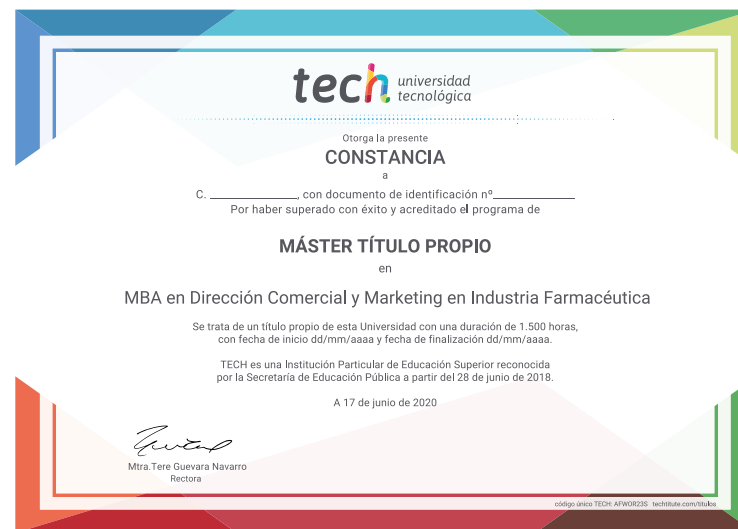 tech universidad
tecnológica
Otorga la presente
CONSTANCIA
a
C. ______________, con documento de identificación nº______________
Por haber superado con éxito y acreditado el programa de
MÁSTER TÍTULO PROPIO
en
MBA en Dirección Comercial y Marketing en Industria Farmacéutica
Se trata de un título propio de esta Universidad con una duración de 1.500 horas,
con fecha de inicio dd/mm/aaaa y fecha de finalización dd/mm/aaaa.
TECH es una Institución Particular de Educación Superior reconocida
por la Secretaría de Educación Pública a partir del 28 de junio de 2018.
A 17 de junio de 2020
Mtra.Tere Guevara Navarro
Rectora
código único TECH: AFWOR23S techtitute.com/titulos